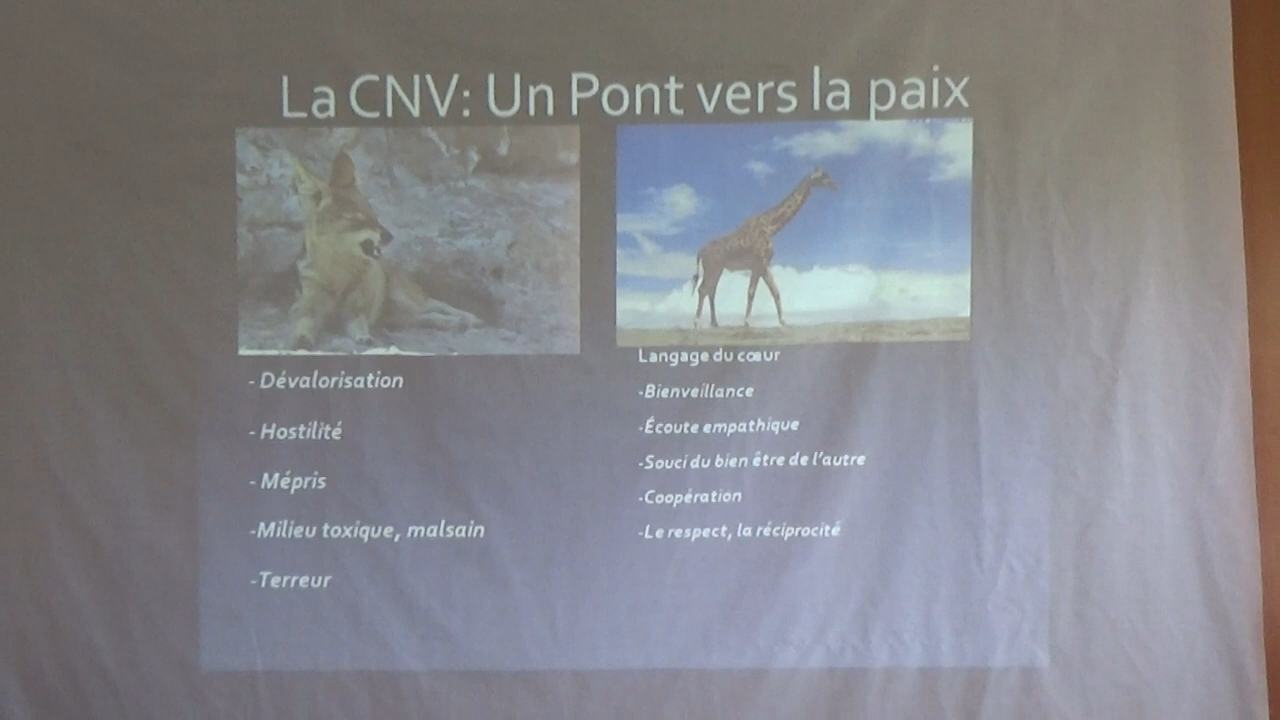 La CNV: Un Pont vers la paix
- Dévalorisation
- Hostilité
- Mépris
-Milieu toxique, malsain
-Terreur
Langage du cœur
-Bienveillance
-Écoute empathique
-Souci du bien être de l'autre
-Coopération
-Le respect, la réciprocité